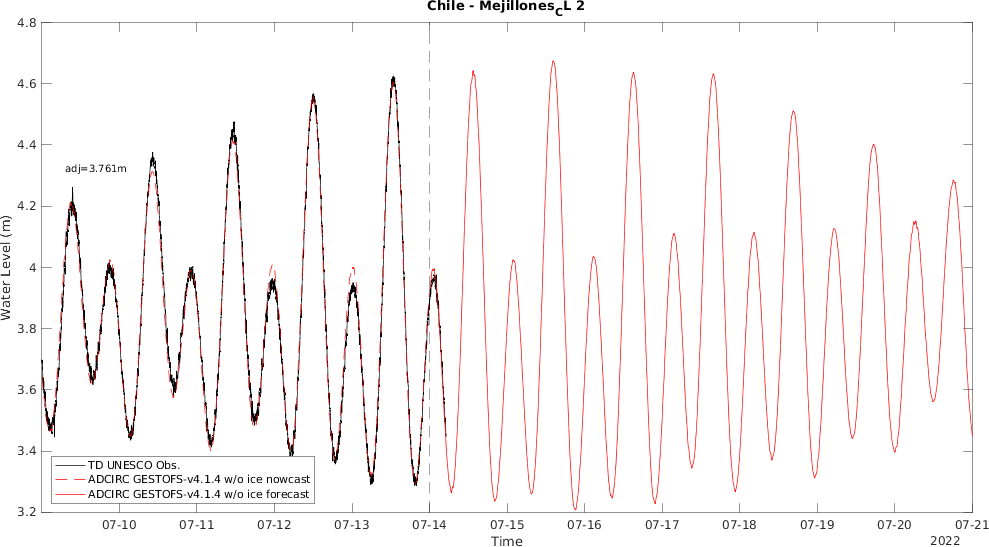 Chile - Mejillones_CL 2
4.8
4.6
4.4
4.2
4
3.8
3.6
3.4
3.2
Water Level (m)
adj=3.761m
TD UNESCO Obs.
ADCIRC GESTOFS-v4.1.4 w/o ice nowcast
ADCIRC GESTOFS-v4.1.4 w/o ice forecast
07-10 07-11 07-12 07-13 07-14 07-15 07-16 07-17 07-18 07-19 07-20 07-21
Time
2022